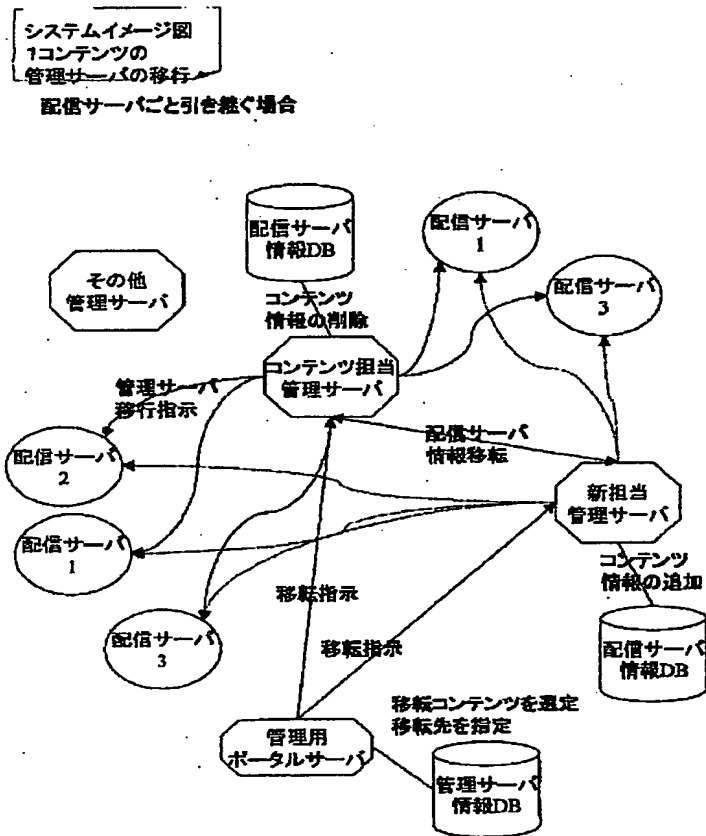 システムイメージ図
1コンテンツの
管理サーバの移行
配信サーバごと引き継ぐ場合
配信サーバ
情報DB
配信サーバ
1
その他
管理サーバ
配信サーバ
3
コンテンツ
情報の削除
コンテンツ担当
管理サーバ
管理サーバ
移行指示
配信サーバ
情報移転
配信サーバ
2
新担当
管理サーバ
配信サーバ
1
コンテンツ
情報の追加
移転指示
配信サーバ
3
移転指示
配信サーバ
情報DB
移転コンテンツを選定
移転先を指定
管理用
ポータルサーバ
管理サーバ
情報DB